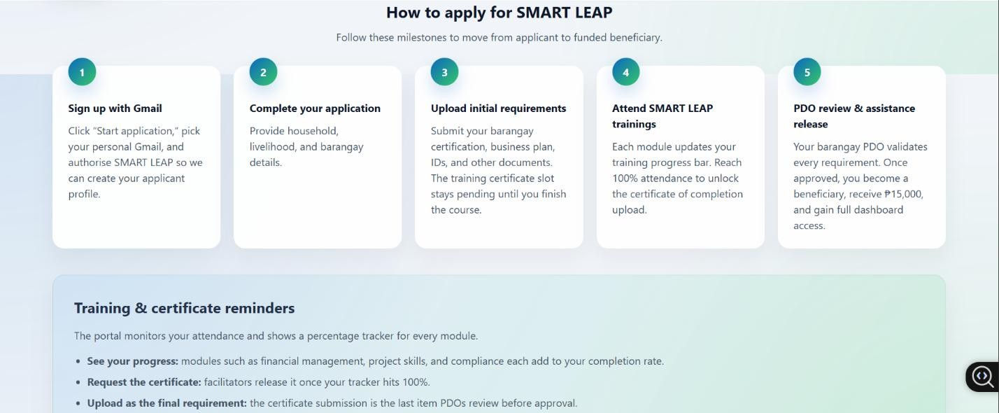 How to apply for SMART LEAP
Follow these milestones to move from applicant to funded beneficiary.
1
Sign up with Gmail
Click “Start application,” pick
your personal Gmail, and
authorise SMART LEAP so we
can create your applicant
profile.
2
Complete your application
Provide household,
livelihood, and barangay
details.
3
Upload initial requirements
Submit your barangay
certification, business plan,
IDs, and other documents.
The training certificate slot
stays pending until you finish
the course.
4
Attend SMART LEAP
trainings
Each module updates your
training progress bar. Reach
100% attendance to unlock
the certificate of completion
upload.
5
PDO review & assistance
release
Your barangay PDO validates
every requirement. Once
approved, you become a
beneficiary, receive ₱15,000,
and gain full dashboard
access.
Training & certificate reminders
The portal monitors your attendance and shows a percentage tracker for every module.
• See your progress: modules such as financial management, project skills, and compliance each add to your completion rate.
• Request the certificate: facilitators release it once your tracker hits 100%.
• Upload as the final requirement: the certificate submission is the last item PDOs review before approval.